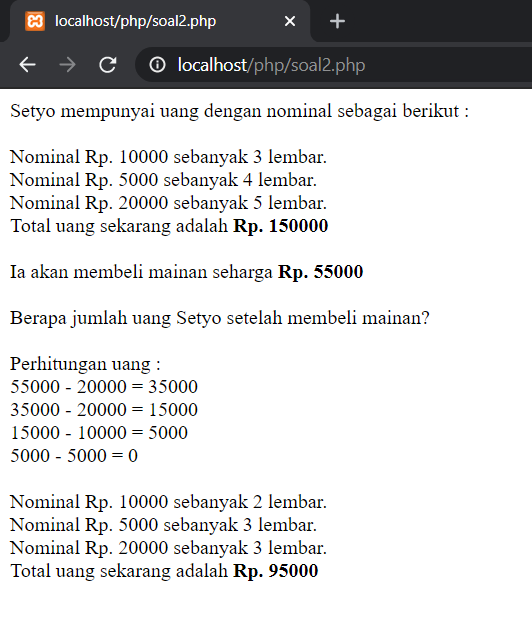 localhost/php/soal2.php
localhost/php/soal2.php
Setyo mempunyai uang dengan nominal sebagai berikut :
Nominal Rp. 10000 sebanyak 3 lembar.
Nominal Rp. 5000 sebanyak 4 lembar.
Nominal Rp. 20000 sebanyak 5 lembar.
Total uang sekarang adalah Rp. 150000
Ia akan membeli mainan seharga Rp. 55000
Berapa jumlah uang Setyo setelah membeli mainan?
Perhitungan uang :
55000 - 20000 = 35000
35000 - 20000 = 15000
15000 - 10000 = 5000
5000 - 5000 = 0
Nominal Rp. 10000 sebanyak 2 lembar.
Nominal Rp. 5000 sebanyak 3 lembar.
Nominal Rp. 20000 sebanyak 3 lembar.
Total uang sekarang adalah Rp. 95000